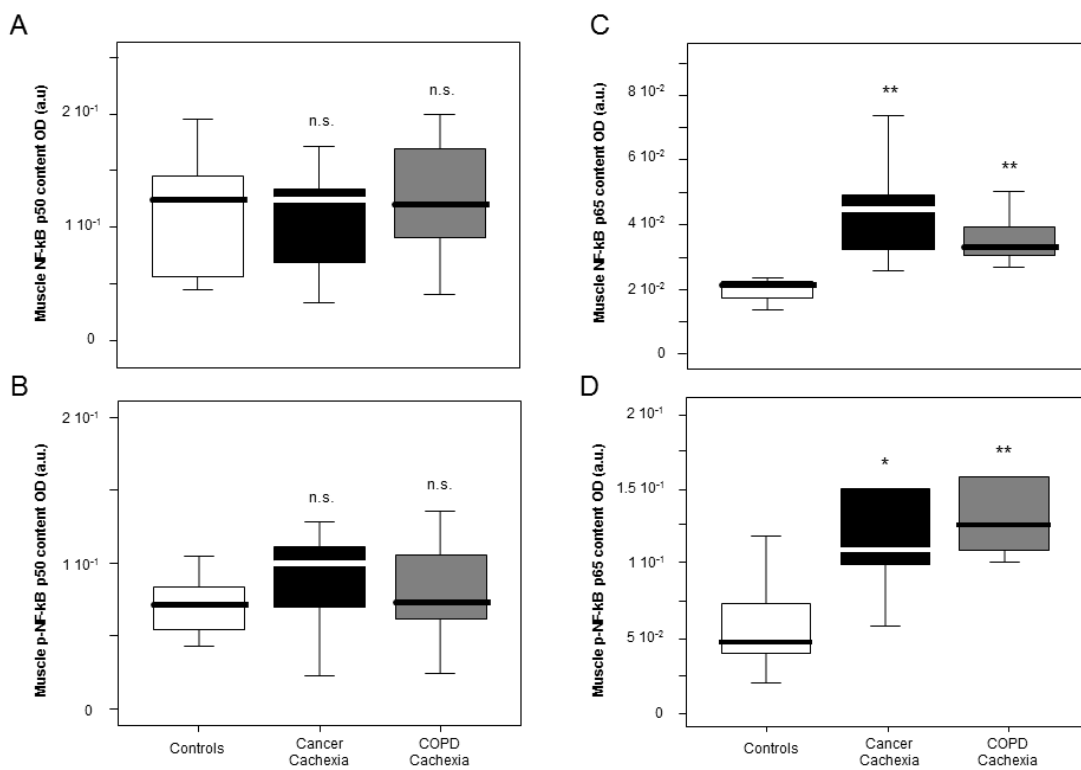 A
Muscle NF-kB p50 content OD (a.u)
2 10⁻¹
1 10⁻¹
0
n.s.
n.s.
B
Muscle p-NF-kB p50 content OD (a.u.)
2 10⁻¹
1 10⁻¹
0
n.s.
n.s.
Controls
Cancer
Cachexia
COPD
Cachexia
C
Muscle NF-kB p65 content OD (a.u.)
8 10⁻²
6 10⁻²
4 10⁻²
2 10⁻²
0
**
**
D
Muscle p-NF-kB p65 content OD (a.u.)
2 10⁻¹
1.5 10⁻¹
1 10⁻¹
5 10⁻²
0
*
**
Controls
Cancer
Cachexia
COPD
Cachexia